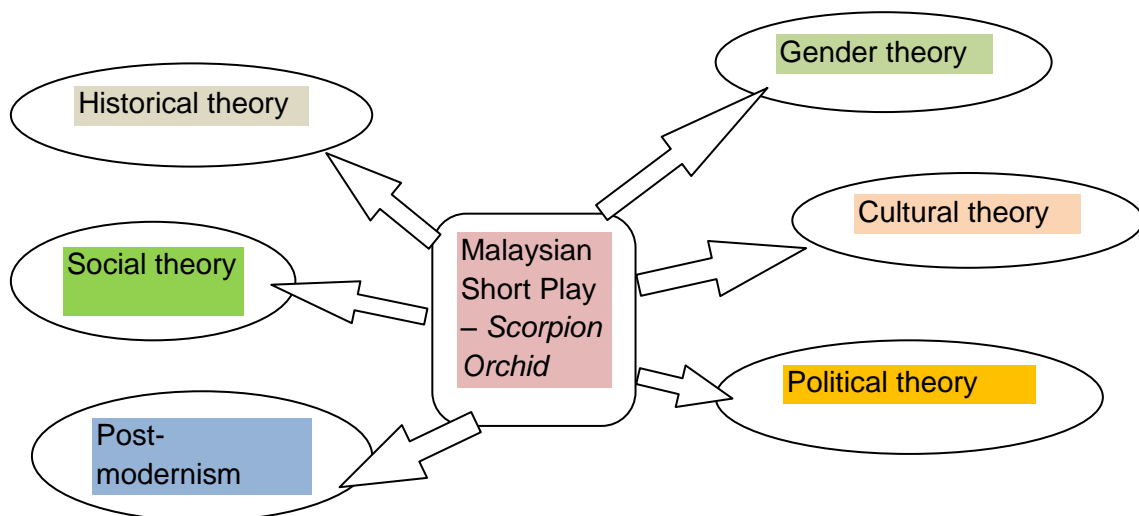 Gender theory
Historical theory
Cultural theory
Social theory
Malaysian
Short Play
– Scorpion
Orchid
Political theory
Post-
modernism